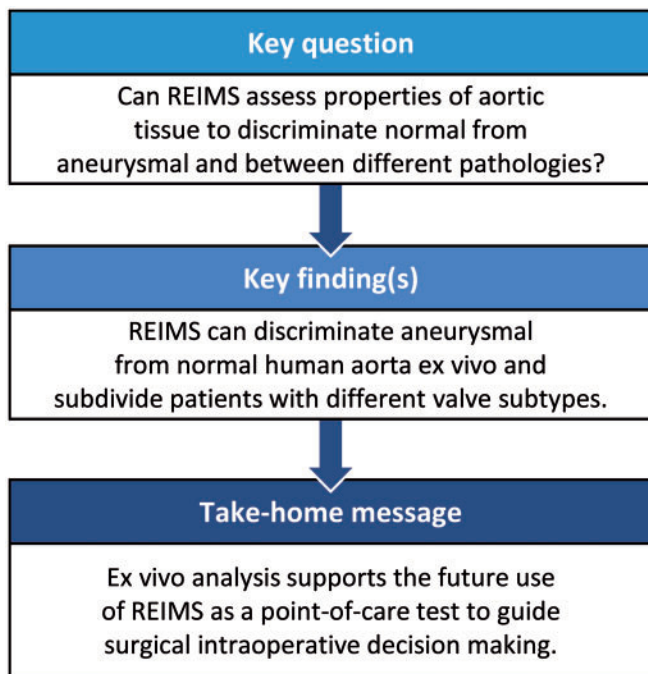 Key question
Can REIMS assess properties of aortic
tissue to discriminate normal from
aneurysmal and between different pathologies?
Key finding(s)
REIMS can discriminate aneurysmal
from normal human aorta ex vivo and
subdivide patients with different valve subtypes.
Take-home message
Ex vivo analysis supports the future use
of REIMS as a point-of-care test to guide
surgical intraoperative decision making.